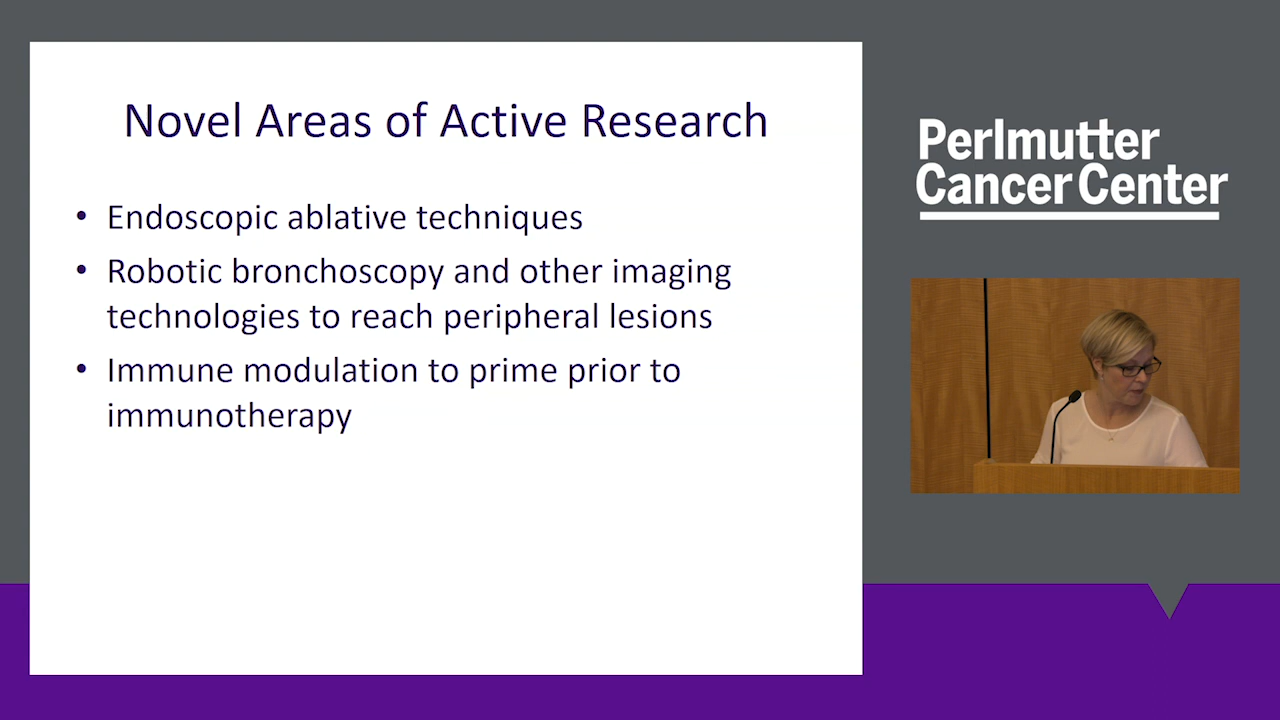 Novel Areas of Active Research
• Endoscopic ablative techniques
• Robotic bronchoscopy and other imaging
technologies to reach peripheral lesions
• Immune modulation to prime prior to
immunotherapy
Perlmutter
Cancer Center